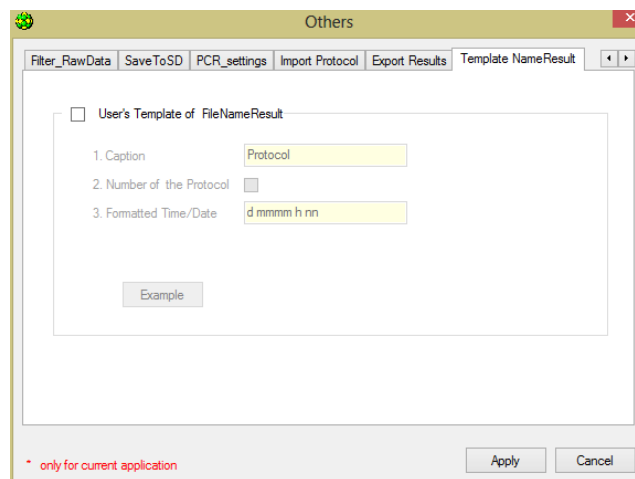 Others
Filter_RawData SaveToSD PCR_settings Import Protocol Export Results Template NameResult
User's Template of FileNameResult
1. Caption Protocol
2. Number of the Protocol
3. Formatted Time/Date d mmmm h nn
Example
* only for current application Apply Cancel